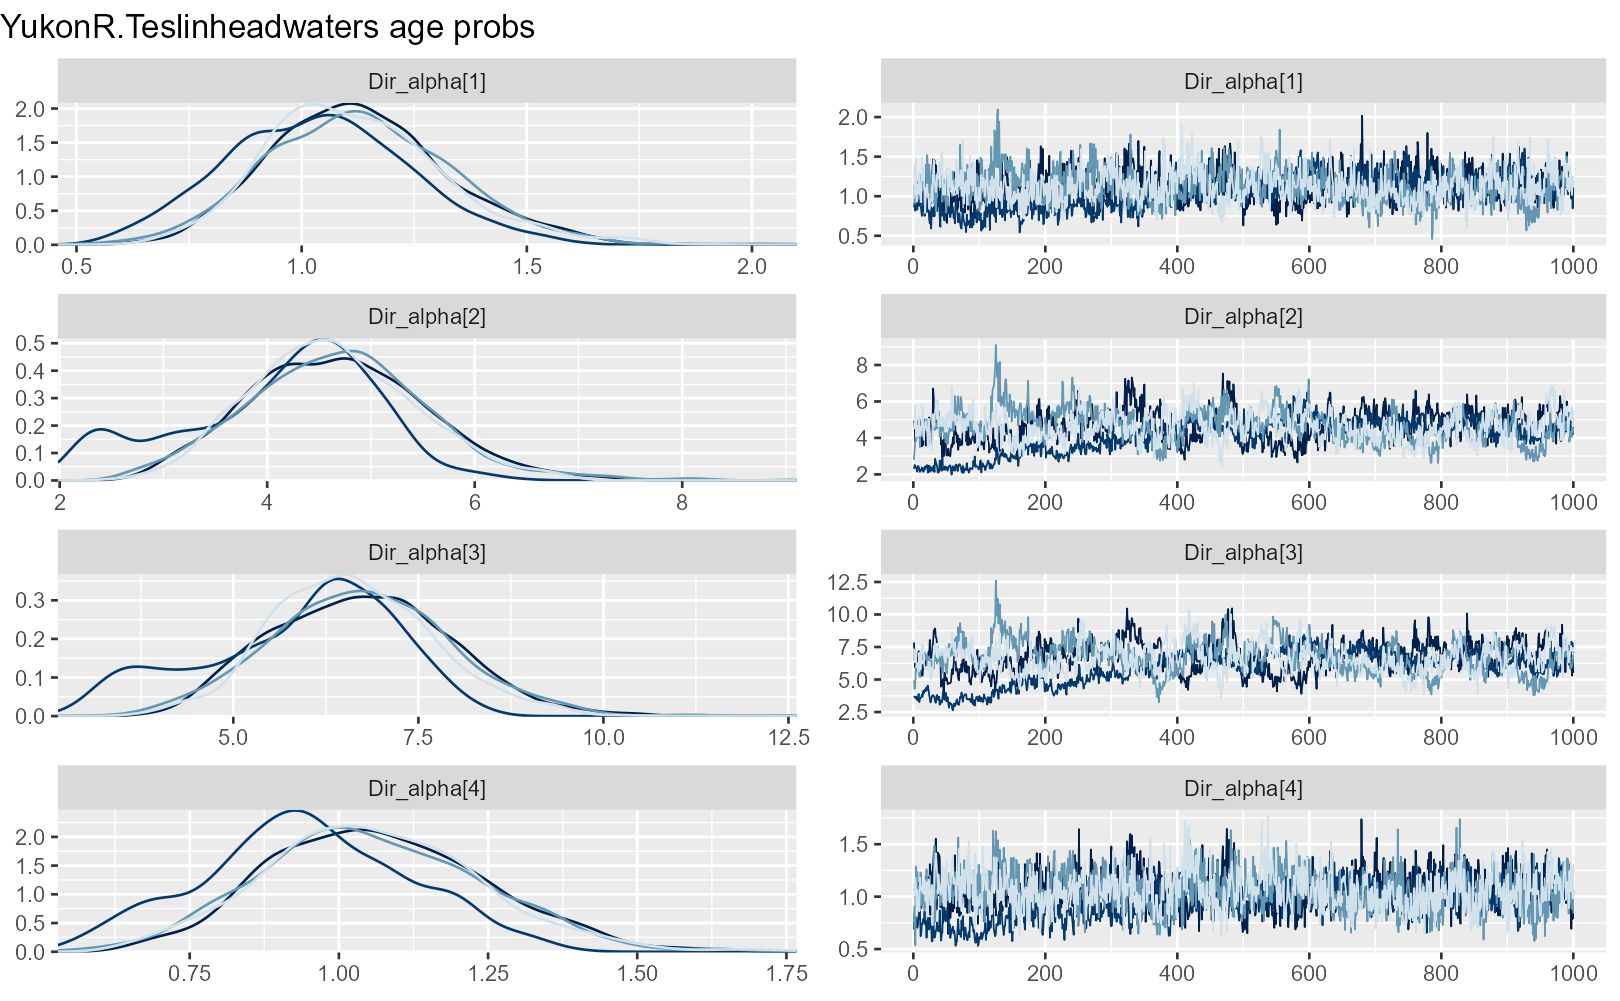 YukonR.Teslinheadwaters age probs
Dir_alpha[1]
2.0
1.5
1.0
0.5
0.0
0.5 1.0 1.5 2.0
Dir_alpha[1]
2.0
1.5
1.0
0.5
0 200 400 600 800 1000
Dir_alpha[2]
0.5
0.4
0.3
0.2
0.1
0.0
2 4 6 8
Dir_alpha[2]
8
6
4
2
0 200 400 600 800 1000
Dir_alpha[3]
0.3
0.2
0.1
0.0
5.0 7.5 10.0 12.5
Dir_alpha[3]
12.5
10.0
7.5
5.0
2.5
0 200 400 600 800 1000
Dir_alpha[4]
2.0
1.5
1.0
0.5
0.0
0.75 1.00 1.25 1.50 1.75
Dir_alpha[4]
1.5
1.0
0.5
0 200 400 600 800 1000